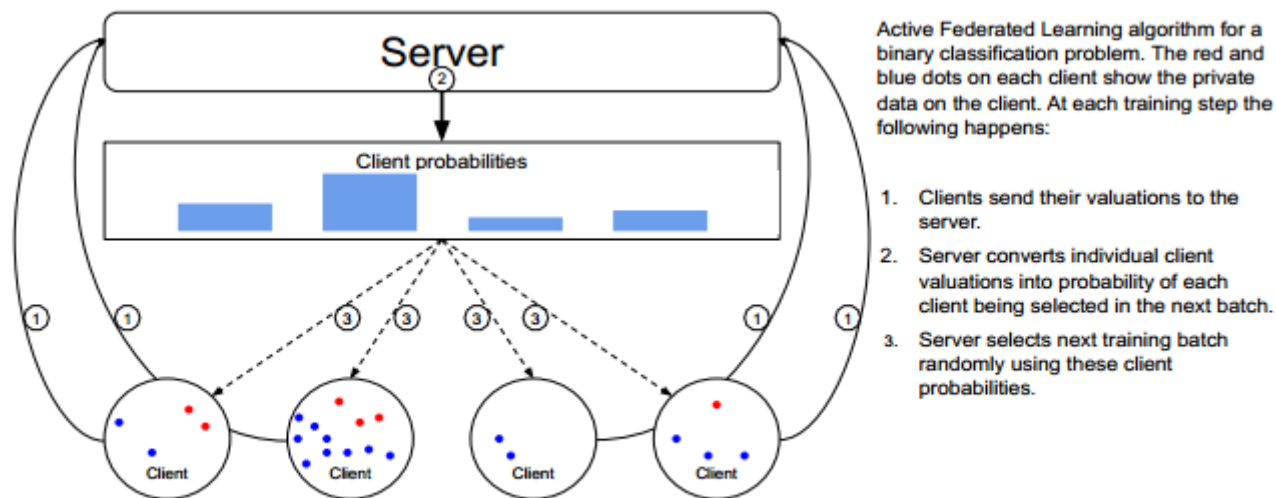 Server
2
Client probabilities
1
1
3
3
3
3
1
1
Client
Client
Client
Client
Active Federated Learning algorithm for a
binary classification problem. The red and
blue dots on each client show the private
data on the client. At each training step the
following happens:
1. Clients send their valuations to the
server.
2. Server converts individual client
valuations into probability of each
client being selected in the next batch.
3. Server selects next training batch
randomly using these client
probabilities.